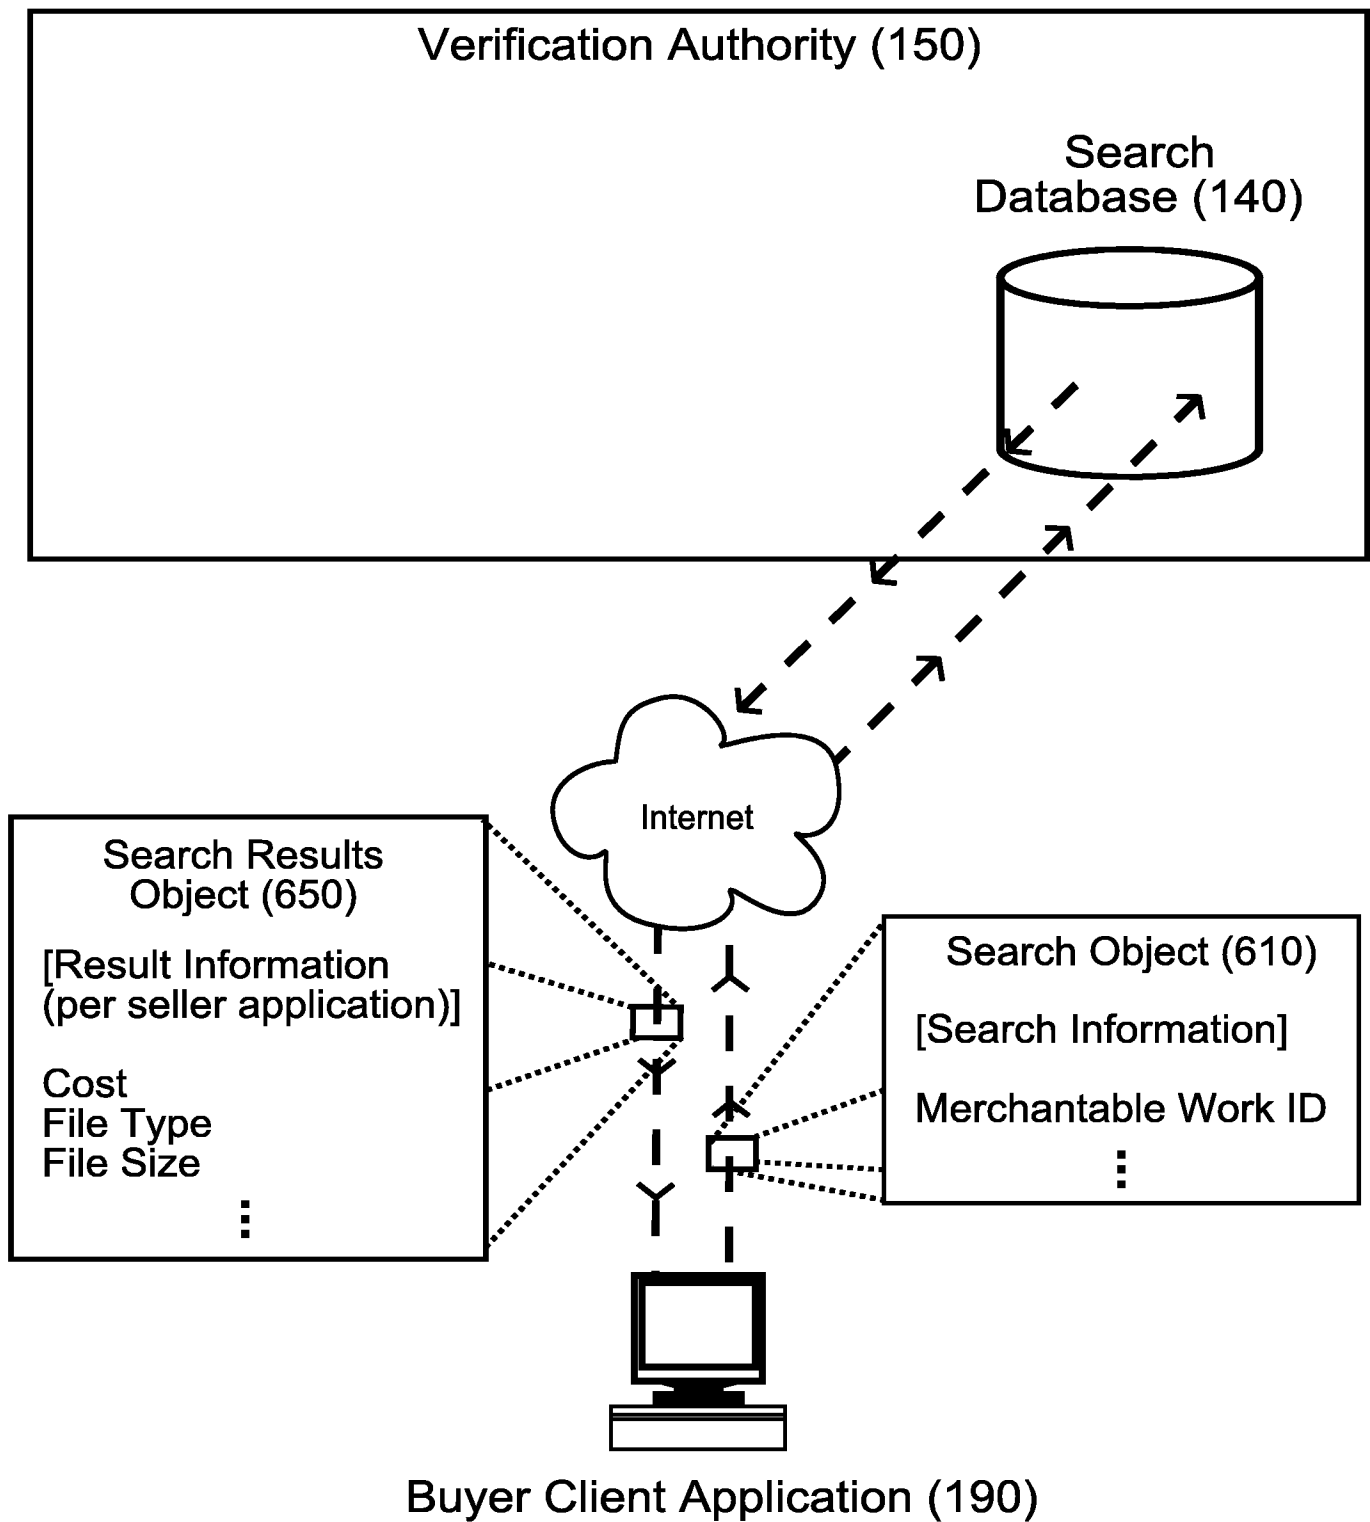 Verification Authority (150)
Search
Database (140)
Internet
Search Results
Object (650)
[Result Information
(per seller application)]
Cost
File Type
File Size
Search Object (610)
[Search Information]
Merchantable Work ID
Buyer Client Application (190)